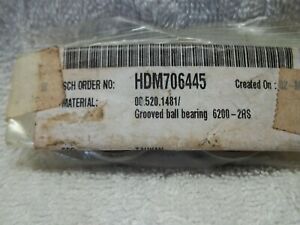 SCH ORDER NO: HDM706445 Created On :
MATERIAL: 00.520.1481/
Grooved ball bearing 6200-2RS